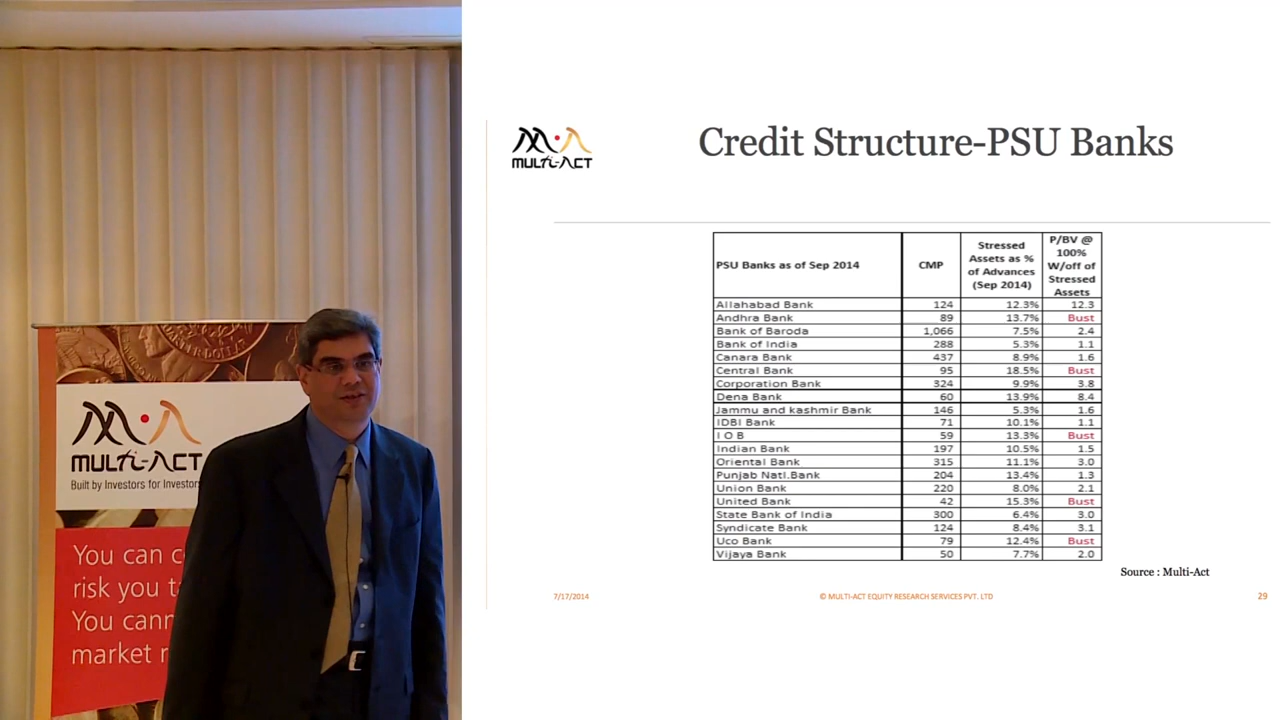 MULTI-ACT
Built by Investors for Investors
You can
risk you
You can
market
MULTI-ACT
Credit Structure-PSU Banks
PSU Banks as of Sep 2014 CMP Stressed Assets as % of Advances (Sep 2014) P/BV @ 100% W/off of Stressed Assets
Allahabad Bank 124 12.3% 12.3
Andhra Bank 89 13.7% Bust
Bank of Baroda 1,066 7.5% 2.4
Bank of India 288 5.3% 1.1
Canara Bank 437 8.9% 1.6
Central Bank 95 18.5% Bust
Corporation Bank 324 9.9% 3.8
Dena Bank 60 13.9% 8.4
Jammu and kashmir Bank 146 5.3% 1.6
IDBI Bank 71 10.1% 1.1
I O B 59 13.3% Bust
Indian Bank 197 10.5% 1.5
Oriental Bank 315 11.1% 3.0
Punjab Natl.Bank 204 13.4% 1.3
Union Bank 220 8.0% 2.1
United Bank 42 15.3% Bust
State Bank of India 300 6.4% 3.0
Syndicate Bank 124 8.4% 3.1
Uco Bank 79 12.4% Bust
Vijaya Bank 50 7.7% 2.0
Source : Multi-Act
7/17/2014 © MULTI-ACT EQUITY RESEARCH SERVICES PVT. LTD 29